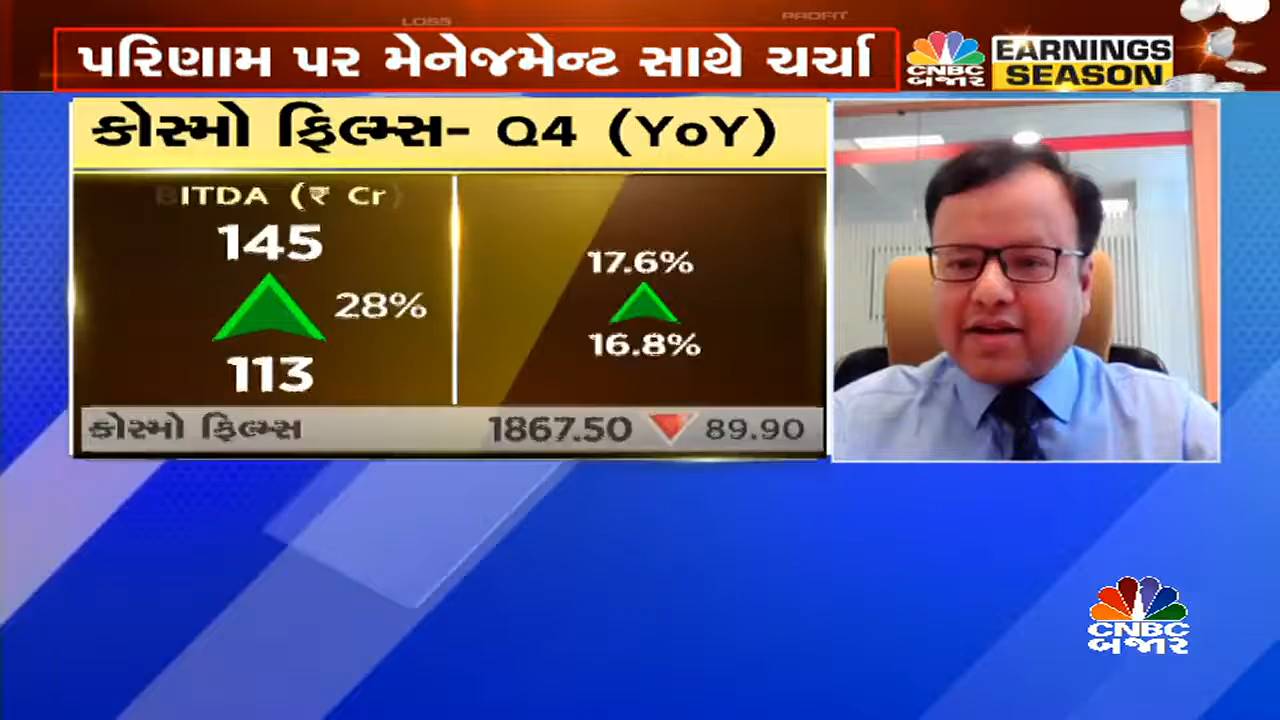 LOSS
PROFIT
પરિણામ પર મેનેજમેન્ટ સાથે ચર્ચા
CNBC
બજાર
EARNINGS
SEASON
કોસ્મો ફિલ્મ્સ- Q4 (YoY)
BITDA (₹ Cr)
145
28%
113
17.6%
16.8%
કોસ્મો ફિલ્મ્સ 1867.50 89.90
CNBC
બજાર